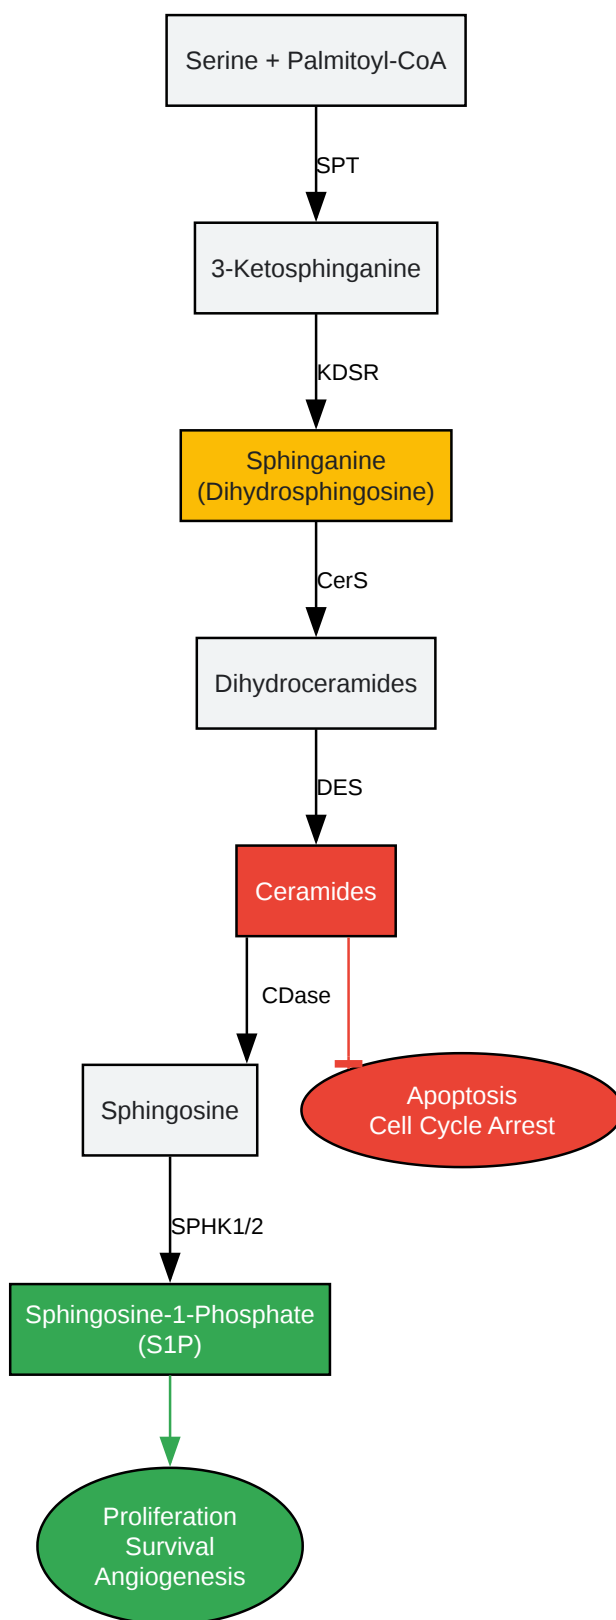 Serine + Palmitoyl-CoA
SPT
3-Ketosphinganine
KDSR
Sphinganine
(Dihydrosphingosine)
CerS
Dihydroceramides
DES
Ceramides
CDase
Sphingosine
Apoptosis
Cell Cycle Arrest
SPHK1/2
Sphingosine-1-Phosphate
(S1P)
Proliferation
Survival
Angiogenesis